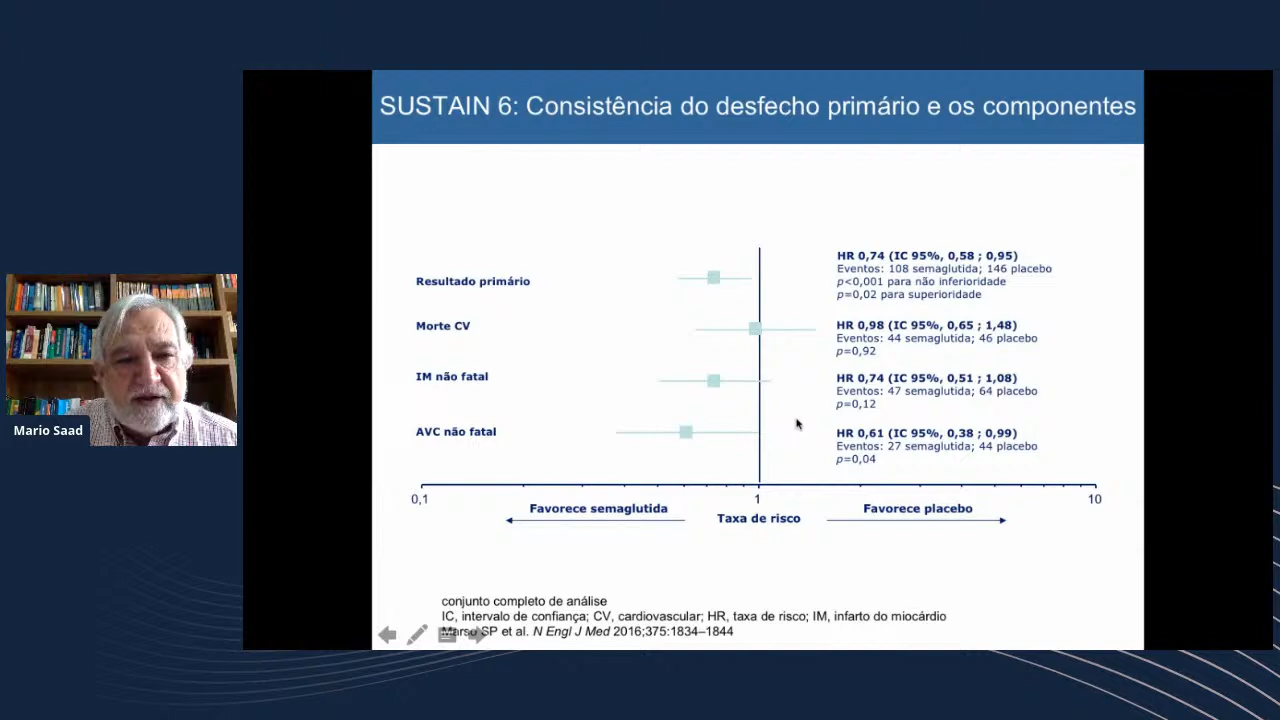 SUSTAIN 6: Consistência do desfecho primário e os componentes
Resultado primário
HR 0,74 (IC 95%, 0,58 ; 0,95)
Eventos: 108 semaglutida; 146 placebo
p<0,001 para não inferioridade
p=0,02 para superioridade
Morte CV
HR 0,98 (IC 95%, 0,65 ; 1,48)
Eventos: 44 semaglutida; 46 placebo
p=0,92
IM não fatal
HR 0,74 (IC 95%, 0,51 ; 1,08)
Eventos: 47 semaglutida; 64 placebo
p=0,12
AVC não fatal
HR 0,61 (IC 95%, 0,38 ; 0,99)
Eventos: 27 semaglutida; 44 placebo
p=0,04
0,1 1 10
Favorece semaglutida Taxa de risco Favorece placebo
conjunto completo de análise
IC, intervalo de confiança; CV, cardiovascular; HR, taxa de risco; IM, infarto do miocárdio
Marso SP et al. N Engl J Med 2016;375:1834–1844
Mario Saad